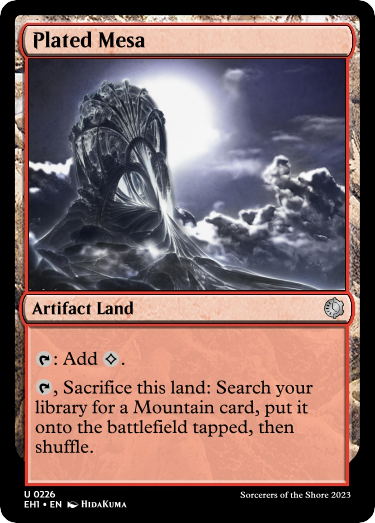 Plated Mesa
Artifact Land
: Add .
, Sacrifice this land: Search your
library for a Mountain card, put it
onto the battlefield tapped, then
shuffle.
U 0226
EH1 • EN HidaKuma
Sorcerers of the Shore 2023